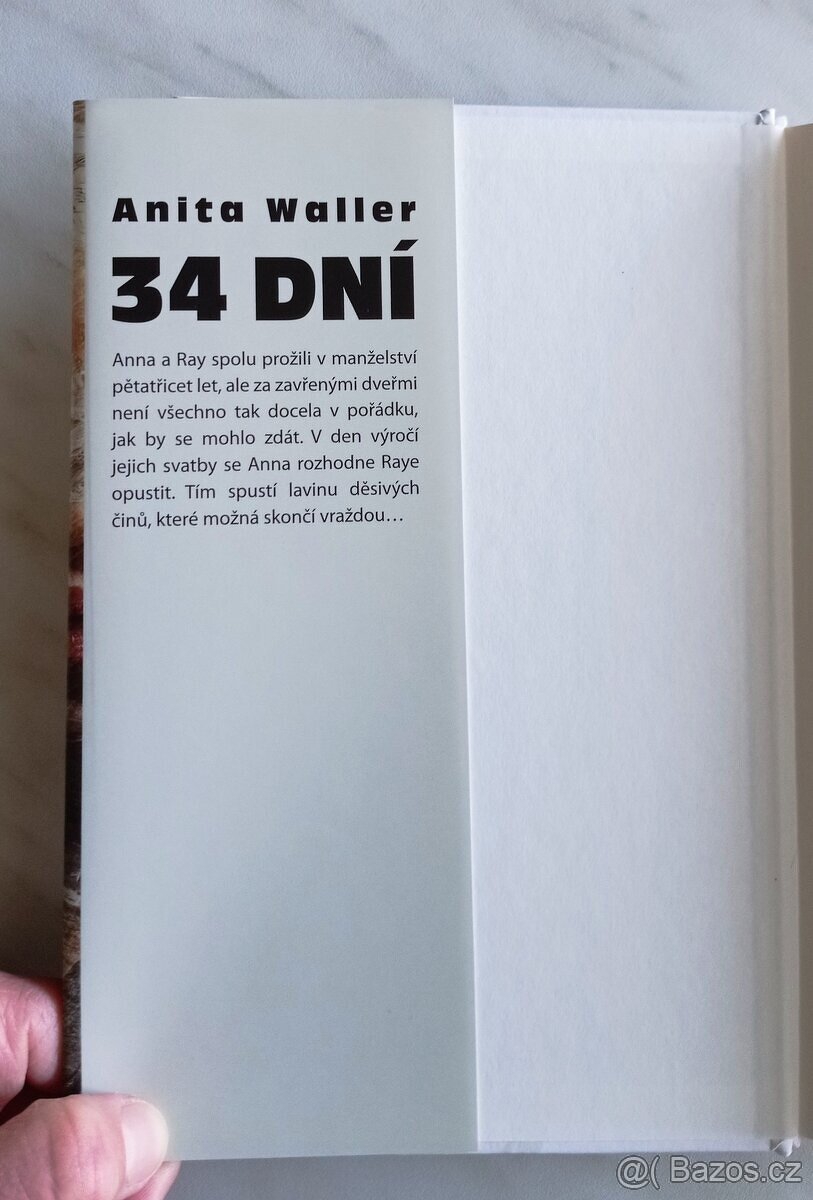 Anita Waller
34 DNÍ
Anna a Ray spolu prožili v manželství
pětatřicet let, ale za zavřenými dveřmi
není všechno tak docela v pořádku,
jak by se mohlo zdát. V den výročí
jejich svatby se Anna rozhodne Raye
opustit. Tím spustí lavinu děsivých
činů, které možná skončí vraždou…
@( Bazos.cz